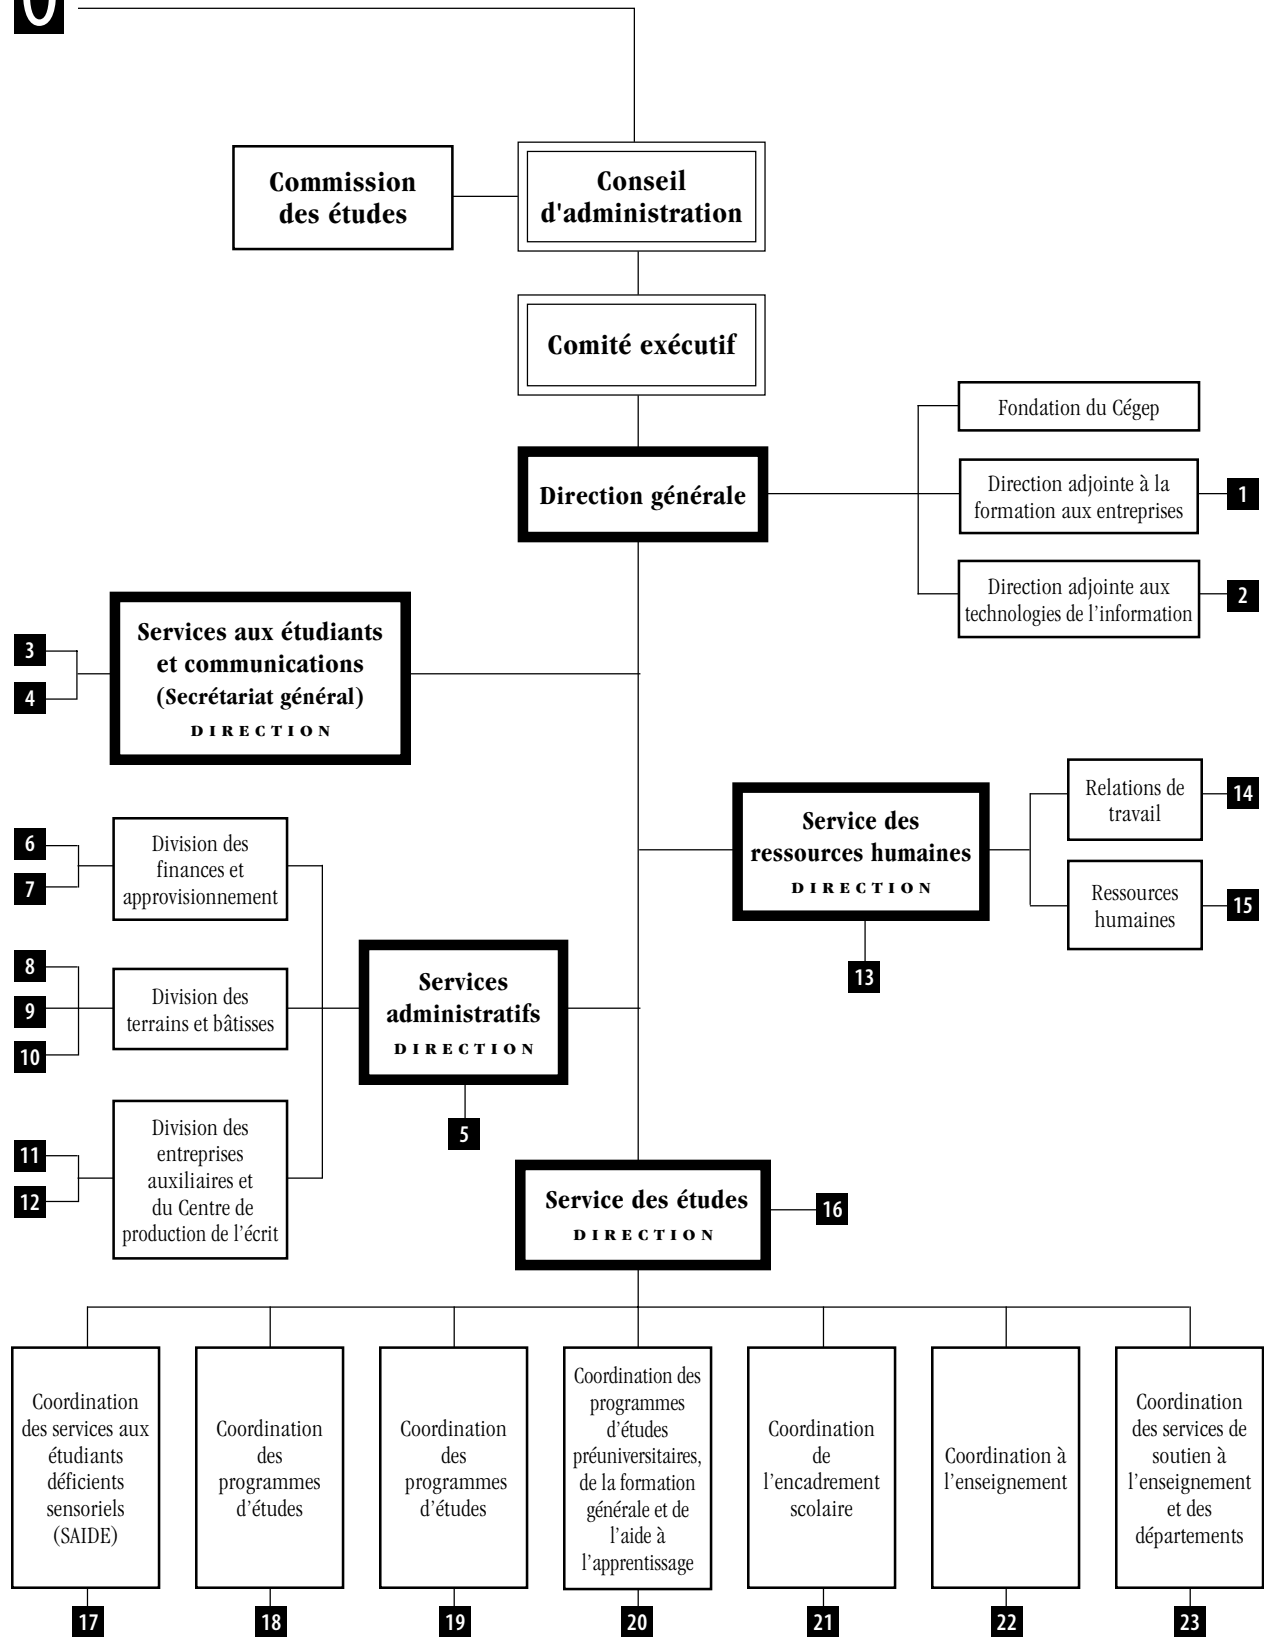 Commission
des études
Conseil
d'administration
Comité exécutif
Direction générale
Fondation du Cégep
Direction adjointe à la
formation aux entreprises
1
Direction adjointe aux
technologies de l’information
2
Services aux étudiants
et communications
(Secrétariat général)
DIRECTION
3
4
Service des
ressources humaines
DIRECTION
13
Relations de
travail
14
Ressources
humaines
15
6
7
Division des
finances et
approvisionnement
8
9
10
Division des
terrains et bâtisses
11
12
Division des
entreprises
auxiliaires et
du Centre de
production de l’écrit
Services
administratifs
DIRECTION
5
Service des études
DIRECTION
16
Coordination
des services aux
étudiants
déficients
sensoriels
(SAIDE)
17
Coordination
des
programmes
d’études
18
Coordination
des
programmes
d’études
19
Coordination des
programmes
d’études
préuniversitaires,
de la formation
générale et de
l’aide à
l’apprentissage
20
Coordination
de
l’encadrement
scolaire
21
Coordination à
l’enseignement
22
Coordination
des services de
soutien à
l’enseignement
et des
départements
23